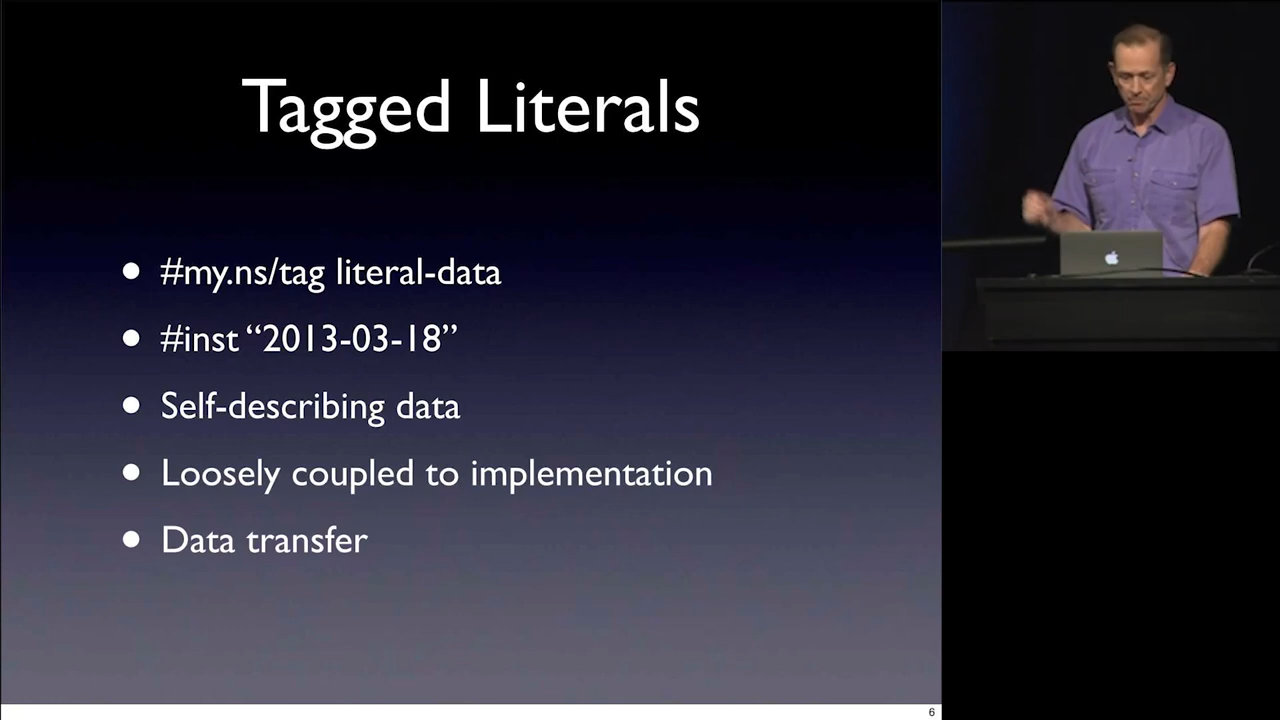 Tagged Literals
#my.ns/tag literal-data
#inst “2013-03-18”
Self-describing data
Loosely coupled to implementation
Data transfer
6